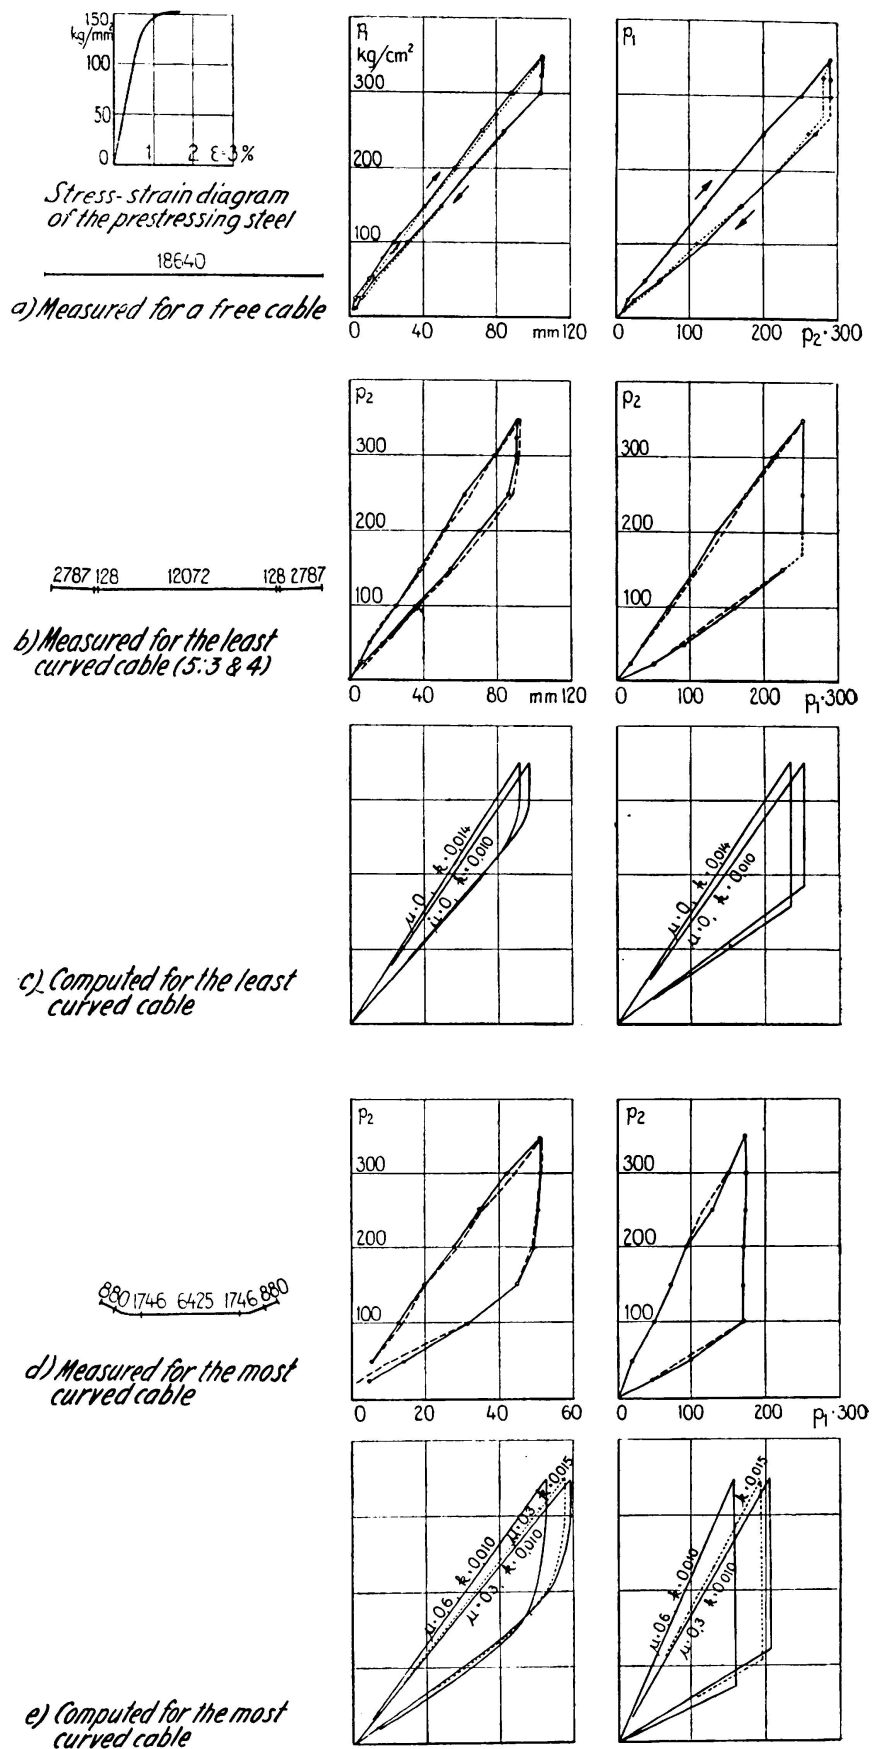 150
kg/mm²
100
50
0
1 2 ε·3%
Stress-strain diagram
of the prestressing steel
18640
a) Measured for a free cable
P₁
kg/cm²
300
200
100
0 40 80 mm 120
p₁
0 100 200 p₂·300
2787 128 12072 128 2787
b) Measured for the least
curved cable (5:3 & 4)
p₂
300
200
100
0 40 80 mm 120
p₂
300
200
100
0 100 200 p₁·300
c) Computed for the least
curved cable
μ·0, k·0.014
μ·0, k·0.010
μ·0, k·0.014
μ·0, k·0.010
880 1746 6425 1746 880
d) Measured for the most
curved cable
p₂
300
200
100
0 20 40 60
p₂
300
200
100
0 100 200 p₁·300
e) Computed for the most
curved cable
μ·0.6, k·0.010
μ·0.3, k·0.015
μ·0.3, k·0.010
μ·0.6, k·0.010
k·0.015
μ·0.3, k·0.010